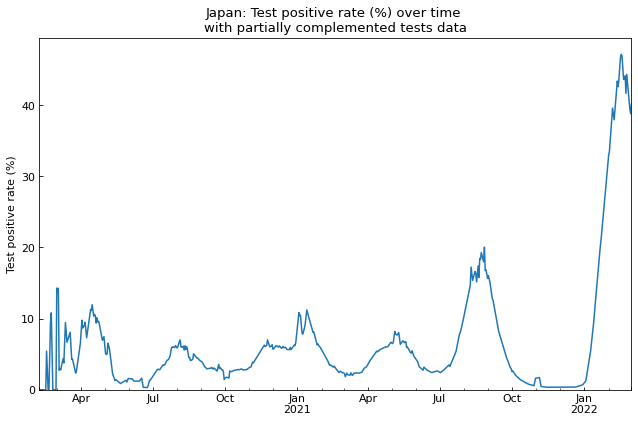 Japan: Test positive rate (%) over time
with partially complemented tests data
Test positive rate (%)
40
30
20
10
0
Apr
Jul
Oct
Jan
2021
Apr
Jul
Oct
Jan
2022